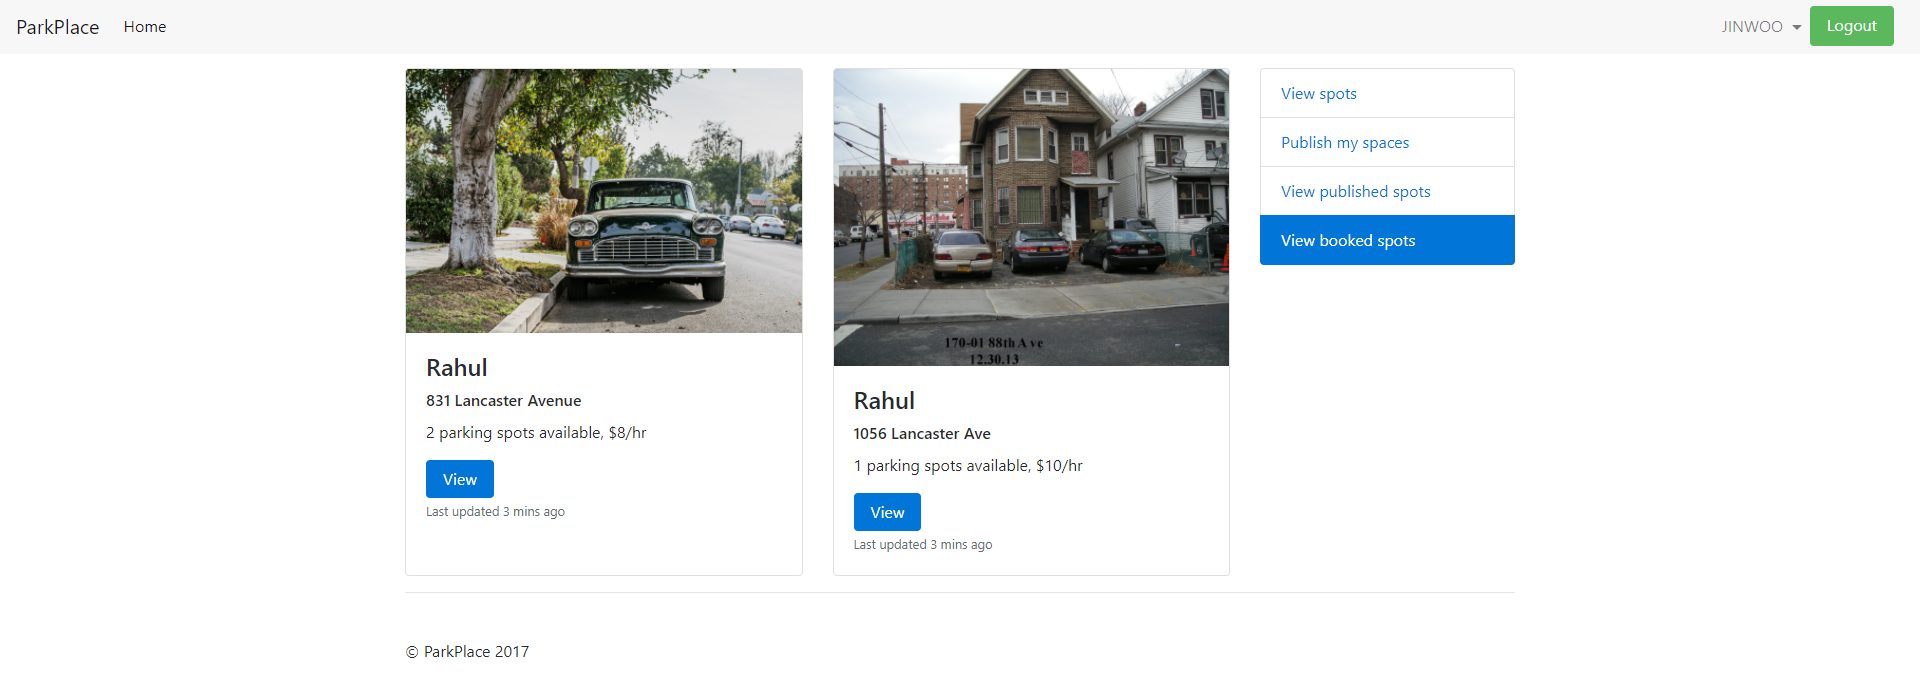 ParkPlace Home JINWOO Logout
170-01 88th Ave
12.30.13
Rahul
831 Lancaster Avenue
2 parking spots available, $8/hr
View
Last updated 3 mins ago
Rahul
1056 Lancaster Ave
1 parking spots available, $10/hr
View
Last updated 3 mins ago
View spots
Publish my spaces
View published spots
View booked spots
© ParkPlace 2017